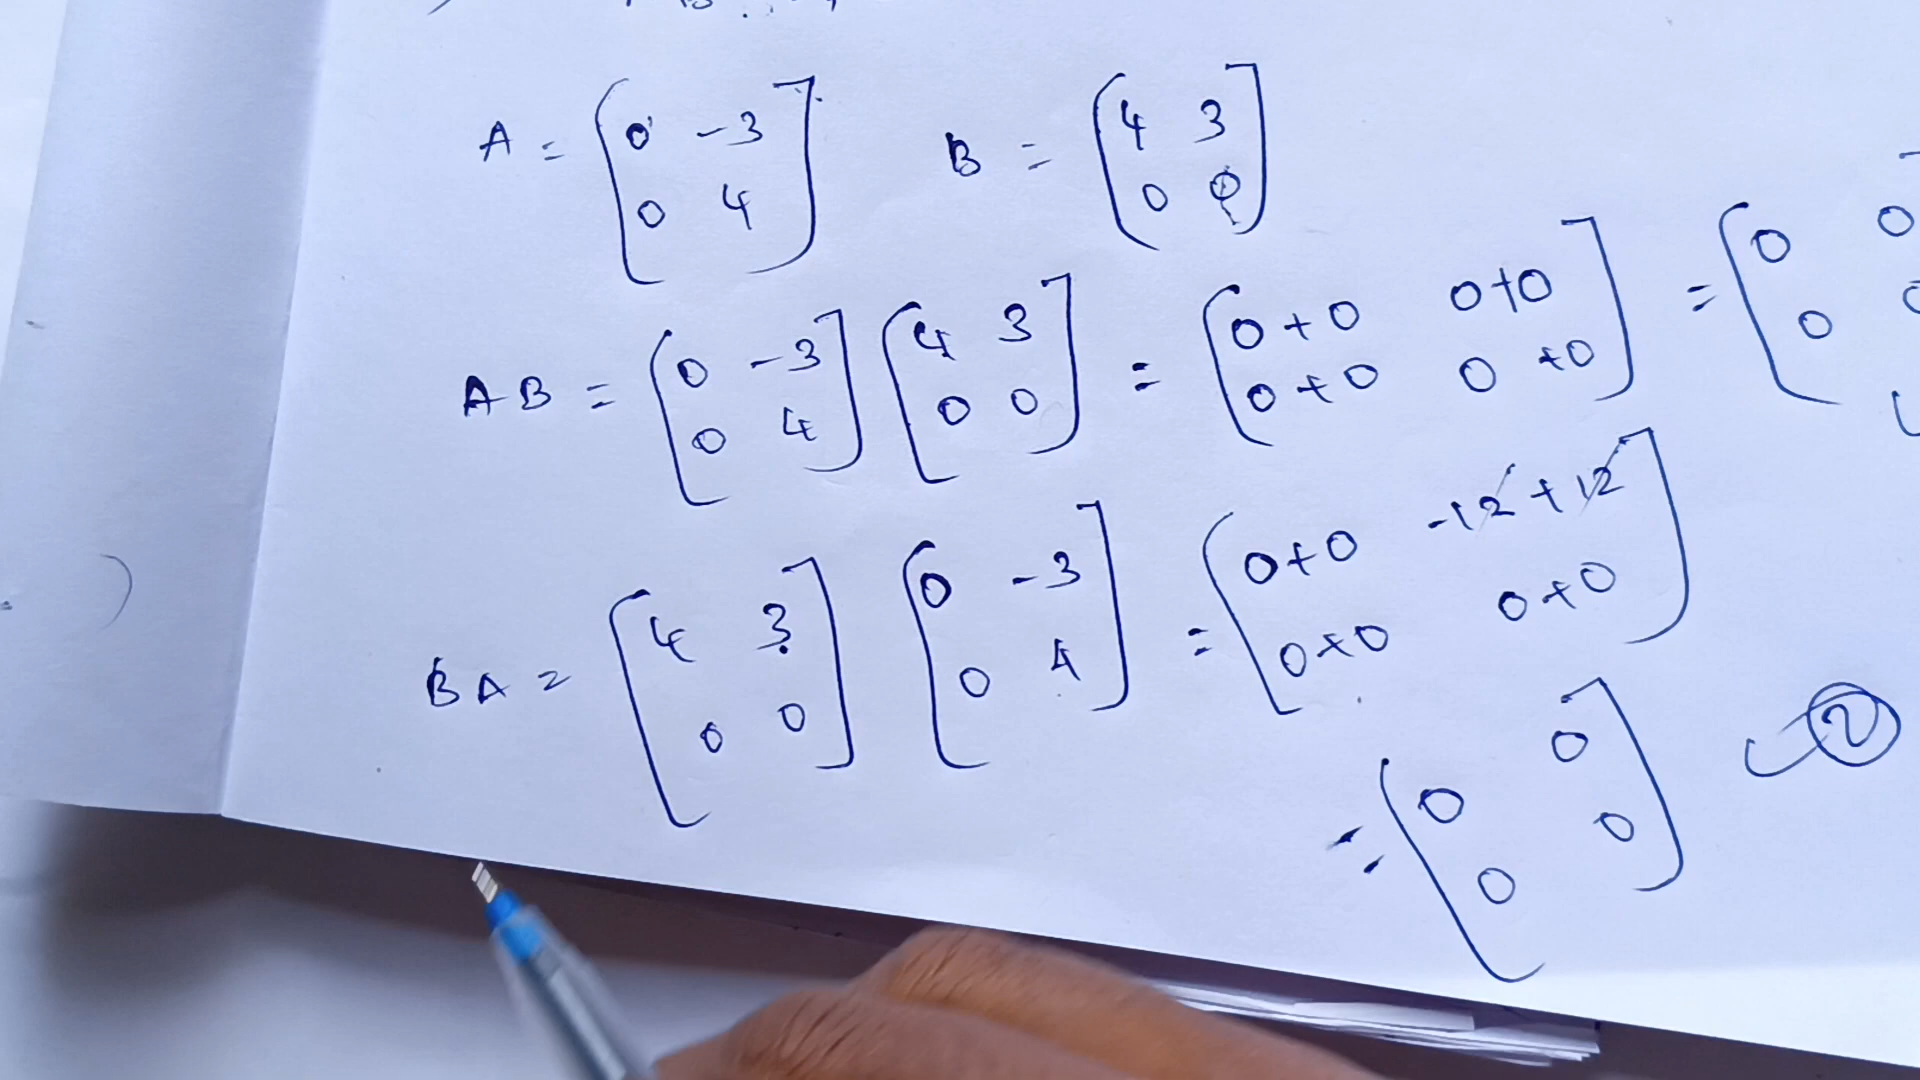 A = [0 -3 B = [4 3
0 4] 0 0]
AB = [0 -3 [4 3 = [0+0 0+0 = [0 0
0 4] 0 0] 0+0 0+0] 0
BA = [4 3 [0 -3 = [0+0 -12+12
0 0] 0 4] 0+0 0+0]
= [0 0
0 0] 2